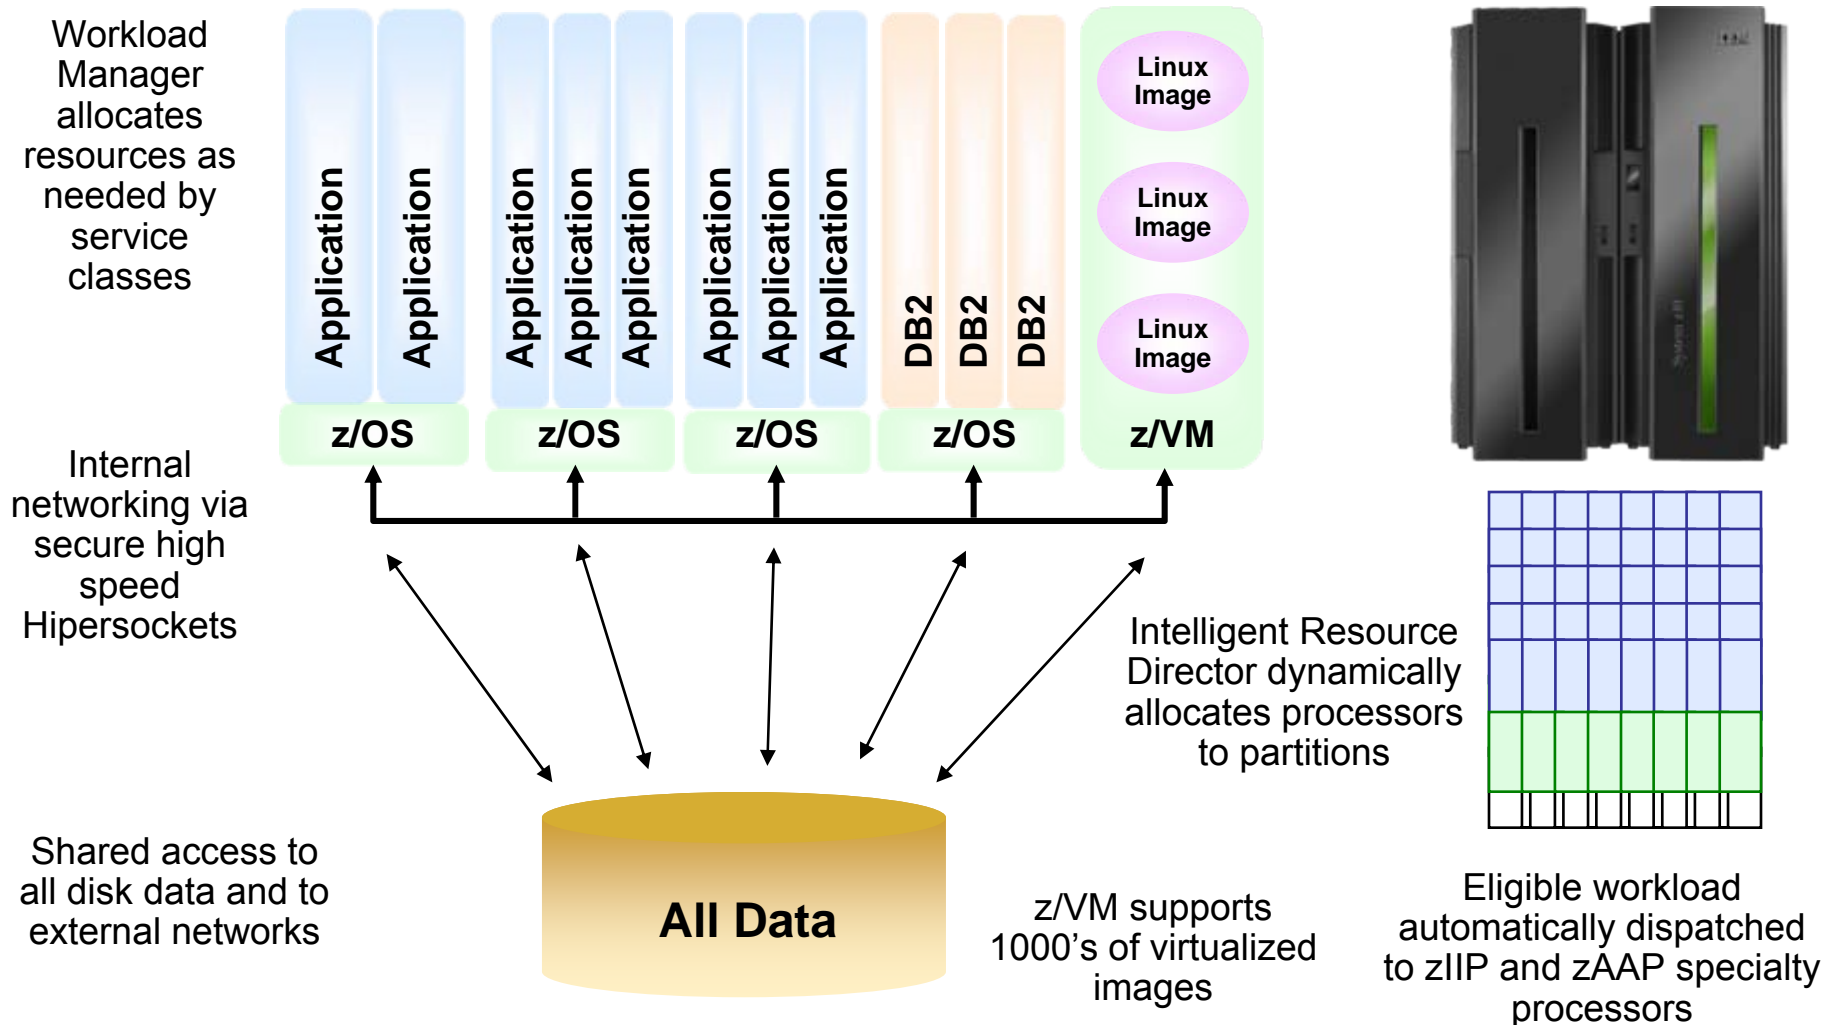 Workload
Manager
allocates
resources as
needed by
service
classes
Application
Application
Application
Application
Application
Application
Application
Application
DB2
DB2
DB2
Linux
Image
Linux
Image
Linux
Image
z/OS
z/OS
z/OS
z/OS
z/VM
Internal
networking via
secure high
speed
Hipersockets
Intelligent Resource
Director dynamically
allocates processors
to partitions
Shared access to
all disk data and to
external networks
All Data
z/VM supports
1000's of virtualized
images
Eligible workload
automatically dispatched
to zIIP and zAAP specialty
processors